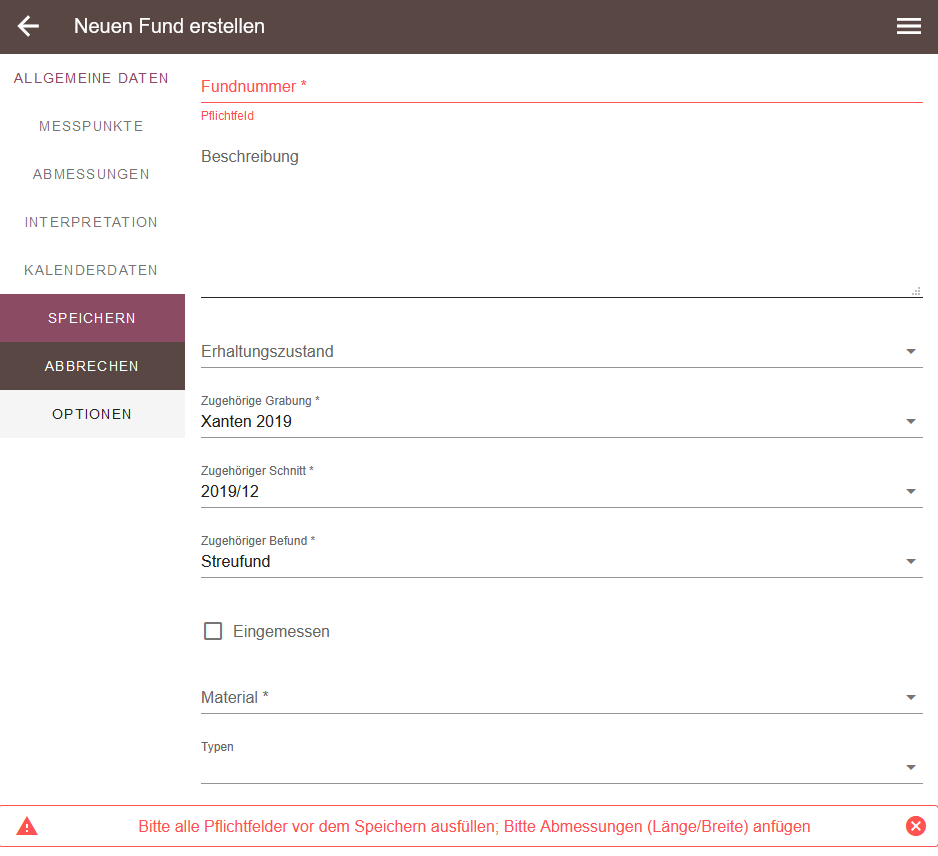 Neuen Fund erstellen
ALLGEMEINE DATEN
MESSPUNKTE
ABMESSUNGEN
INTERPRETATION
KALENDERDATEN
SPEICHERN
ABBRECHEN
OPTIONEN
Fundnummer *
Pflichtfeld
Beschreibung
Erhaltungszustand
Zugehörige Grabung *
Xanten 2019
Zugehöriger Schnitt *
2019/12
Zugehöriger Befund *
Streufund
Eingemessen
Material *
Typen
Bitte alle Pflichtfelder vor dem Speichern ausfüllen; Bitte Abmessungen (Länge/Breite) anfügen